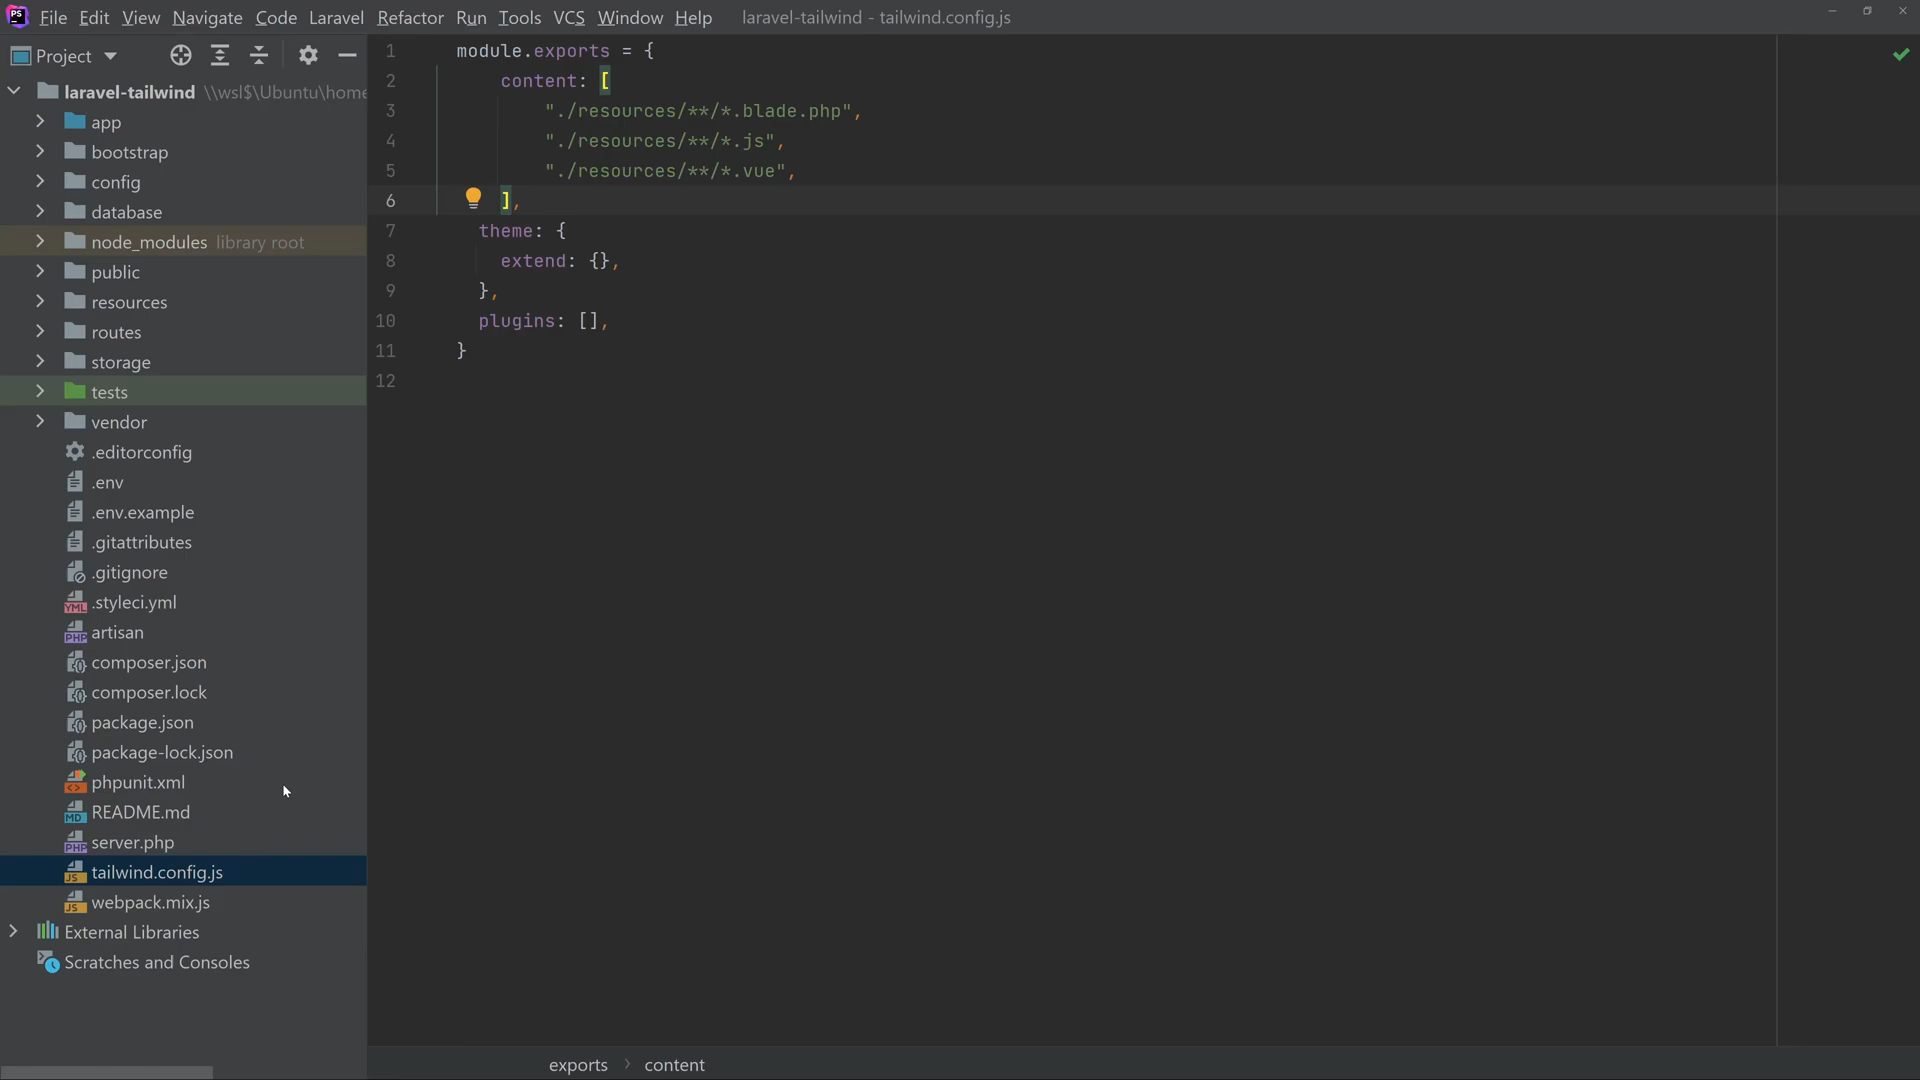 File Edit View Navigate Code Laravel Refactor Run Tools VCS Window Help laravel-tailwind - tailwind.config.js
Project
laravel-tailwind \\wsl$\Ubuntu\home
app
bootstrap
config
database
node_modules library root
public
resources
routes
storage
tests
vendor
.editorconfig
.env
.env.example
.gitattributes
.gitignore
.styleci.yml
artisan
composer.json
composer.lock
package.json
package-lock.json
phpunit.xml
README.md
server.php
tailwind.config.js
webpack.mix.js
External Libraries
Scratches and Consoles
1 module.exports = {
2 content: [
3 "./resources/**/*.blade.php",
4 "./resources/**/*.js",
5 "./resources/**/*.vue",
6 ],
7 theme: {
8 extend: {},
9 },
10 plugins: [],
11 }
12
exports > content